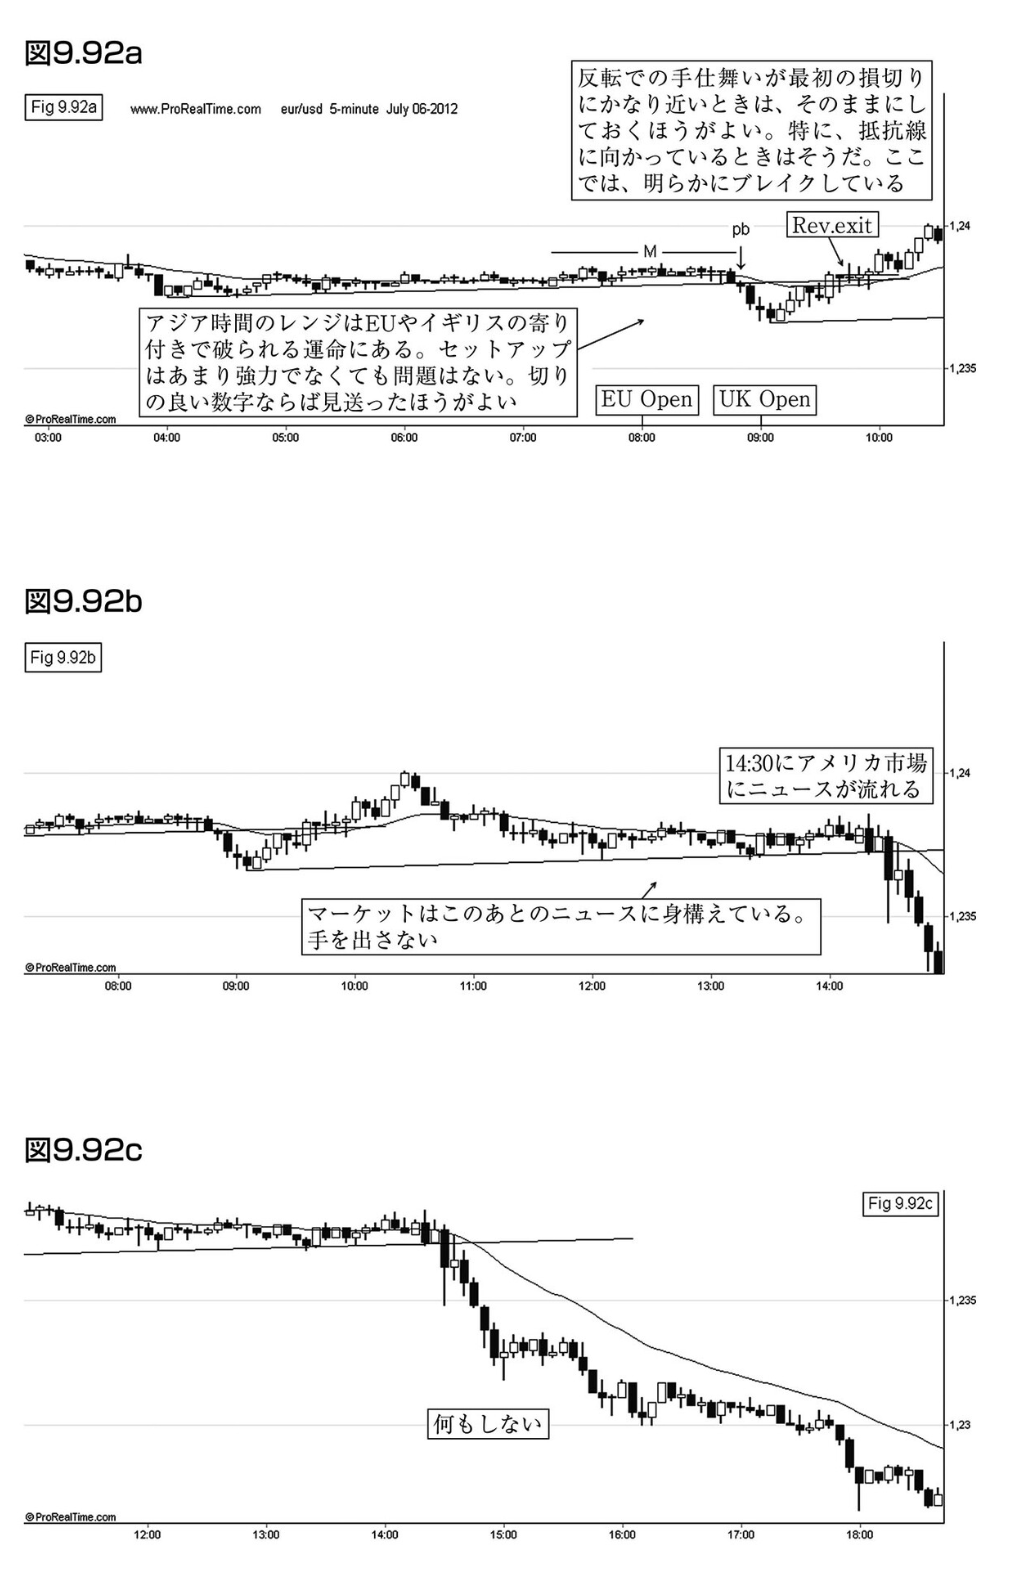 図9.92a
Fig 9.92a www.ProRealTime.com eur/usd 5-minute July 06-2012
反転での手仕舞いが最初の損切り
にかなり近いときは、そのままにし
ておくほうがよい。特に、抵抗線
に向かっているときはそうだ。ここ
では、明らかにブレイクしている
Rev.exit
pb
M
1,24
アジア時間のレンジはEUやイギリスの寄り
付きで破られる運命にある。セットアップ
はあまり強力でなくても問題はない。切り
の良い数字ならば見送ったほうがよい
1,235
EU Open UK Open
©ProRealTime.com
03:00 04:00 05:00 06:00 07:00 08:00 09:00 10:00
図9.92b
Fig 9.92b
14:30にアメリカ市場
にニュースが流れる
1,24
マーケットはこのあとのニュースに身構えている。
手を出さない
1,235
©ProRealTime.com
08:00 09:00 10:00 11:00 12:00 13:00 14:00
図9.92c
Fig 9.92c
1,235
何もしない
1,23
©ProRealTime.com
12:00 13:00 14:00 15:00 16:00 17:00 18:00